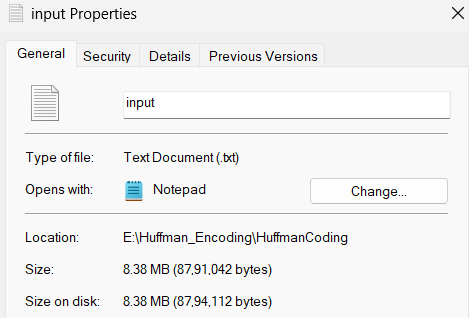 input Properties
General Security Details Previous Versions
input
Type of file: Text Document (.txt)
Opens with: Notepad Change...
Location: E:\Huffman_Encoding\HuffmanCoding
Size: 8.38 MB (87,91,042 bytes)
Size on disk: 8.38 MB (87,94,112 bytes)